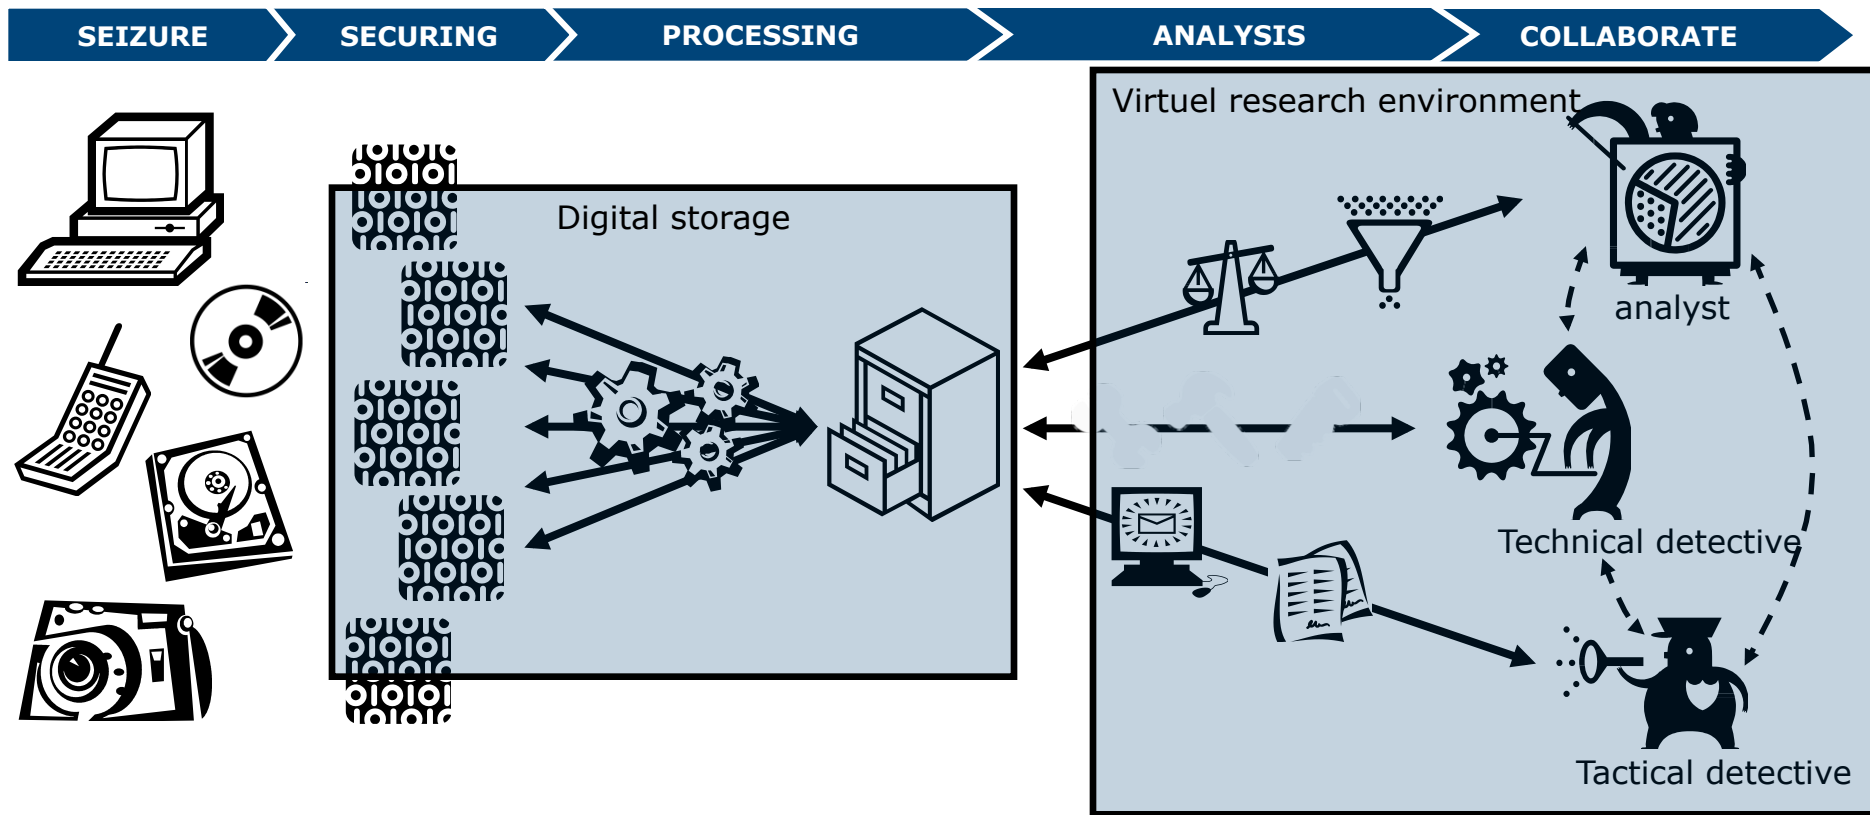 SEIZURE
SECURING
PROCESSING
ANALYSIS
COLLABORATE
Virtuel research environment
Digital storage
analyst
Technical detective
Tactical detective